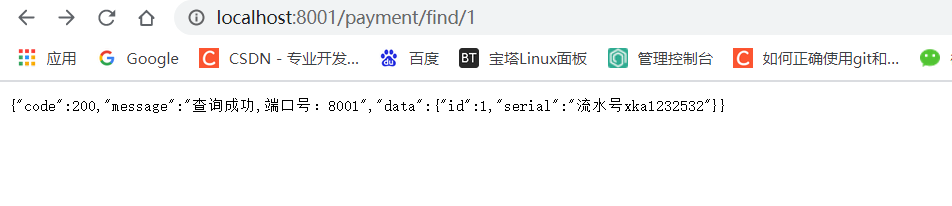 localhost:8001/payment/find/1
应用 Google CSDN - 专业开发... 百度 BT 宝塔Linux面板 管理控制台 如何正确使用git和...
{"code":200,"message":"查询成功,端口号：8001","data":{"id":1,"serial":"流水号xka1232532"}}